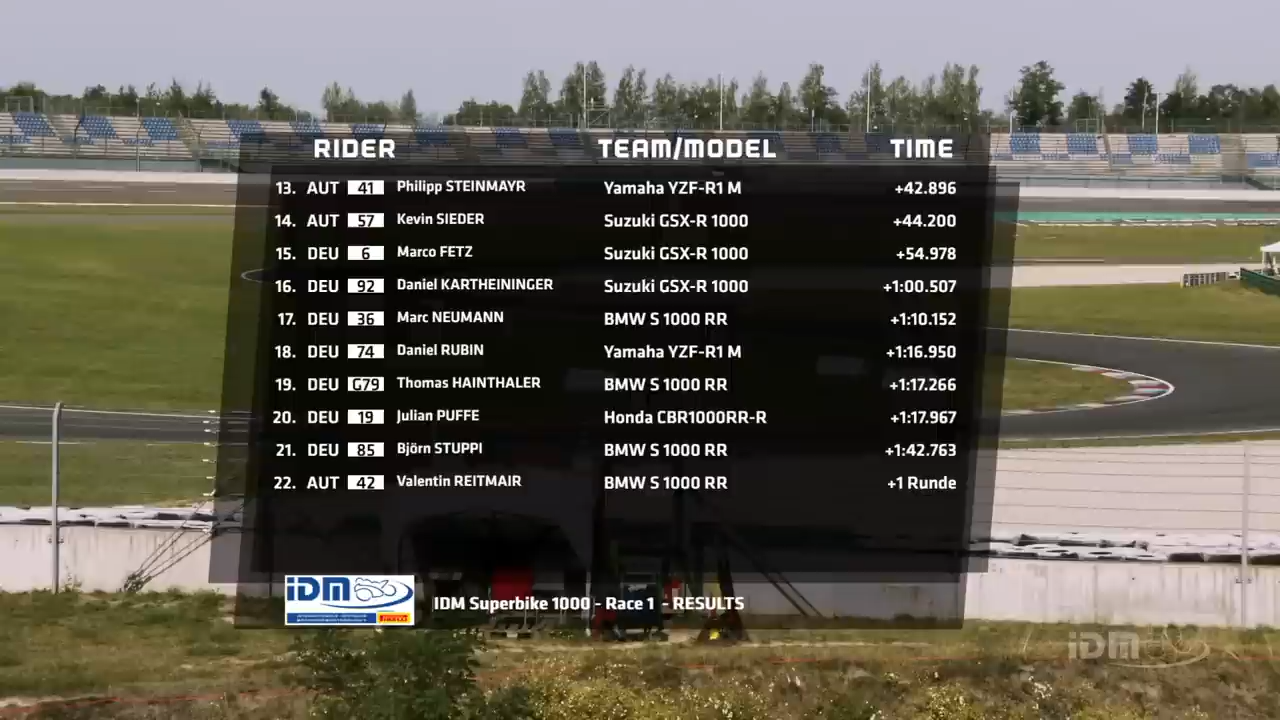 RIDER TEAM/MODEL TIME
13. AUT 41 Philipp STEINMAYR Yamaha YZF-R1 M +42.896
14. AUT 57 Kevin SIEDER Suzuki GSX-R 1000 +44.200
15. DEU 6 Marco FETZ Suzuki GSX-R 1000 +54.978
16. DEU 92 Daniel KARTHEININGER Suzuki GSX-R 1000 +1:00.507
17. DEU 36 Marc NEUMANN BMW S 1000 RR +1:10.152
18. DEU 74 Daniel RUBIN Yamaha YZF-R1 M +1:16.950
19. DEU G79 Thomas HAINTHALER BMW S 1000 RR +1:17.266
20. DEU 19 Julian PUFFE Honda CBR1000RR-R +1:17.967
21. DEU 85 Björn STUPPI BMW S 1000 RR +1:42.763
22. AUT 42 Valentin REITMAIR BMW S 1000 RR +1 Runde
iDM
PIRELLI
IDM Superbike 1000 - Race 1 - RESULTS
iDM